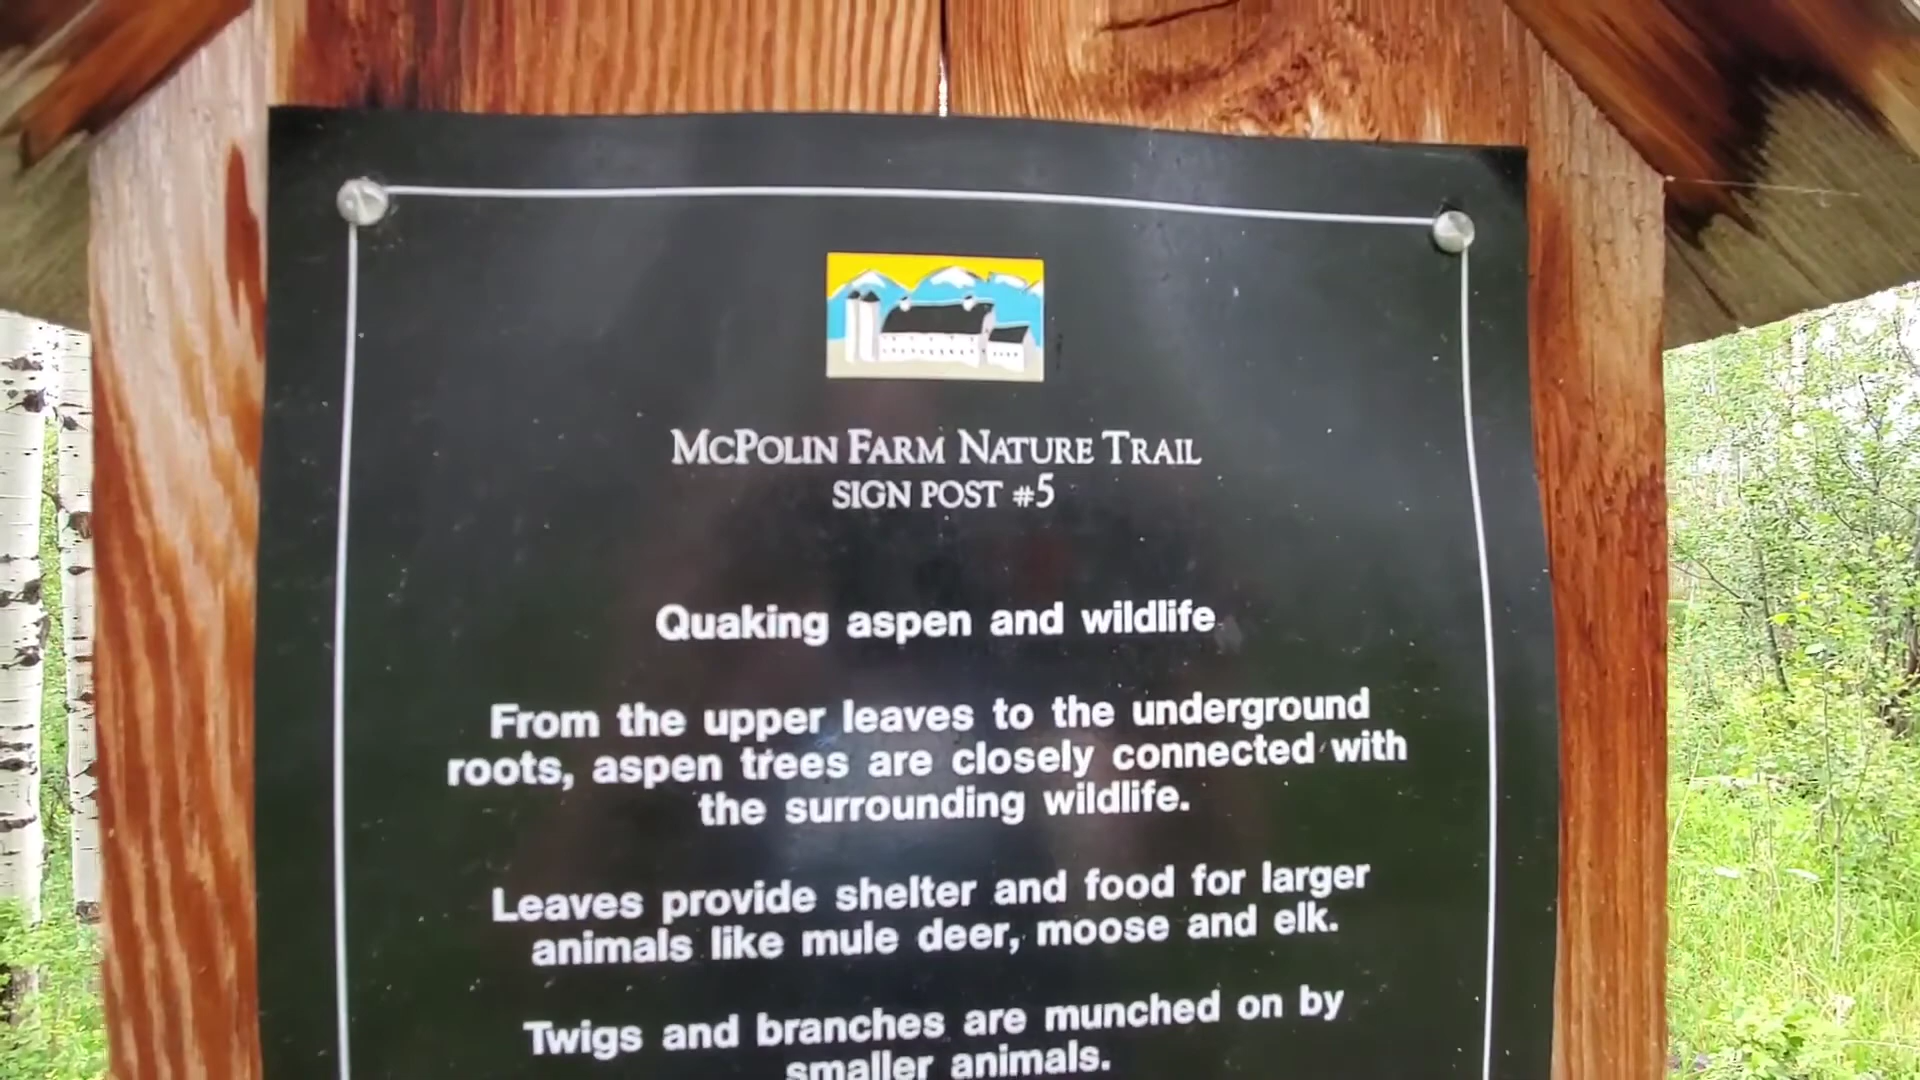 McPolin Farm Nature Trail
SIGN POST #5
Quaking aspen and wildlife
From the upper leaves to the underground
roots, aspen trees are closely connected with
the surrounding wildlife.
Leaves provide shelter and food for larger
animals like mule deer, moose and elk.
Twigs and branches are munched on by
smaller animals.